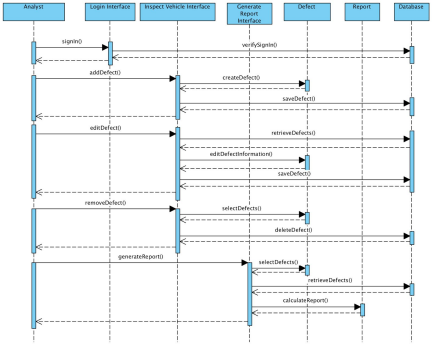 Analyst
Login Interface
Inspect Vehicle Interface
Generate
Report
Interface
Defect
Report
Database
signIn()
verifySignIn()
addDefect()
createDefect()
saveDefect()
editDefect()
retrieveDefects()
editDefectInformation()
saveDefect()
removeDefect()
selectDefects()
deleteDefect()
generateReport()
selectDefects()
retrieveDefects()
calculateReport()